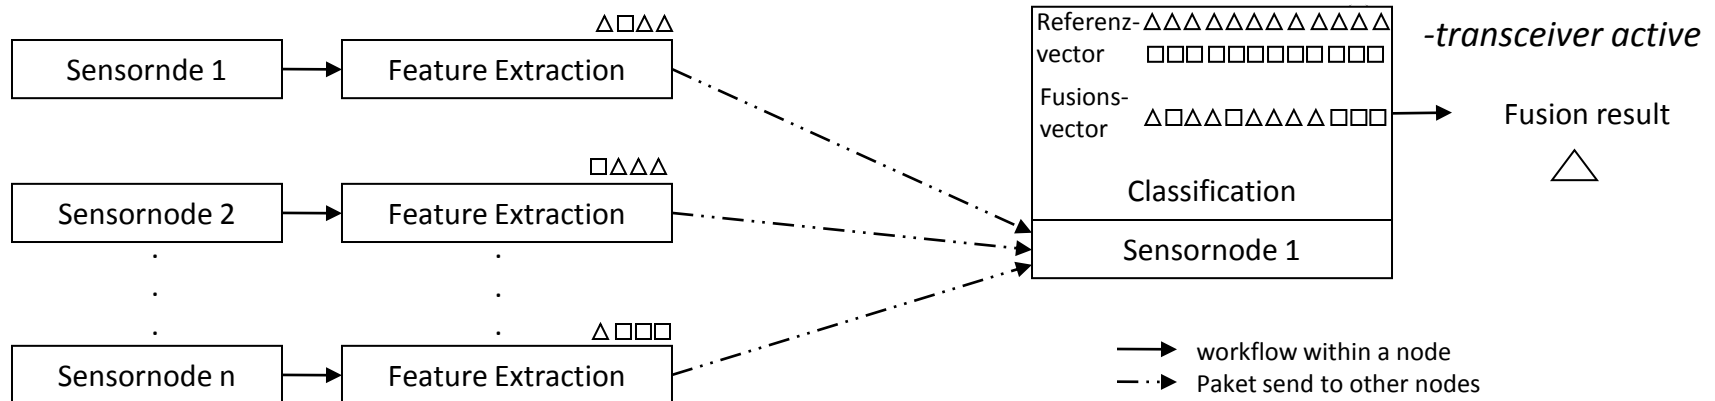 Sensornde 1
Feature Extraction
Sensornode 2
Feature Extraction
.
.
.
.
.
.
Sensornode n
Feature Extraction
Referenz-
vector
Fusions-
vector
Classification
Sensornode 1
-transceiver active
Fusion result
workflow within a node
Paket send to other nodes